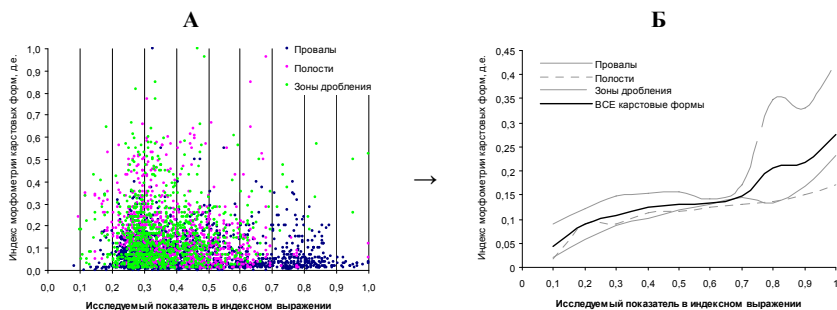 А
Индекс морфометрии карстовых форм, д.е.
1,0
0,9
0,8
0,7
0,6
0,5
0,4
0,3
0,2
0,1
0,0
Провалы
Полости
Зоны дробления
0,0 0,1 0,2 0,3 0,4 0,5 0,6 0,7 0,8 0,9 1,0
Исследуемый показатель в индексном выражении
→
Б
Индекс морфометрии карстовых форм, д.е.
0,45
0,4
0,35
0,3
0,25
0,2
0,15
0,1
0,05
0
Провалы
Полости
Зоны дробления
ВСЕ карстовые формы
0 0,1 0,2 0,3 0,4 0,5 0,6 0,7 0,8 0,9 1
Исследуемый показатель в индексном выражении